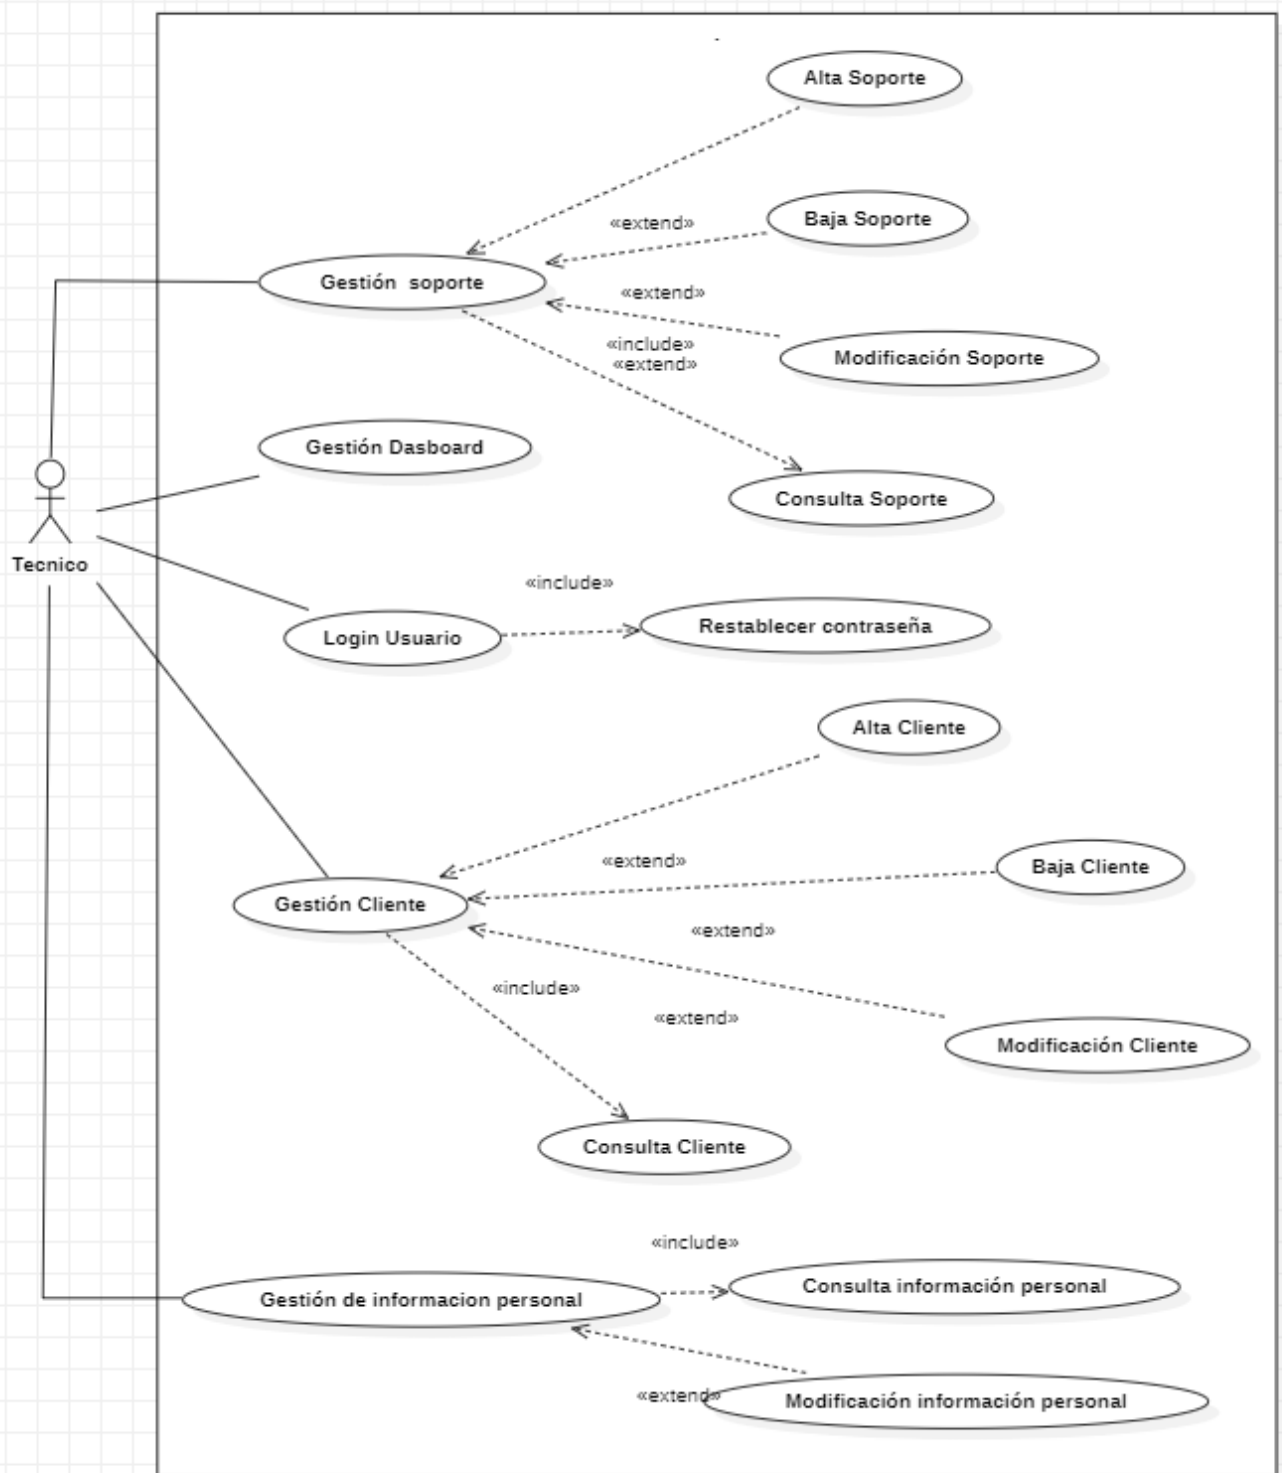 Alta Soporte
«extend»
Baja Soporte
Gestión soporte
«extend»
«include»
«extend»
Modificación Soporte
Gestión Dasboard
Consulta Soporte
Tecnico
«include»
Login Usuario
Restablecer contraseña
Alta Cliente
«extend»
Baja Cliente
Gestión Cliente
«extend»
«include»
«extend»
Modificación Cliente
Consulta Cliente
«include»
Consulta información personal
Gestión de informacion personal
«extend»
Modificación información personal